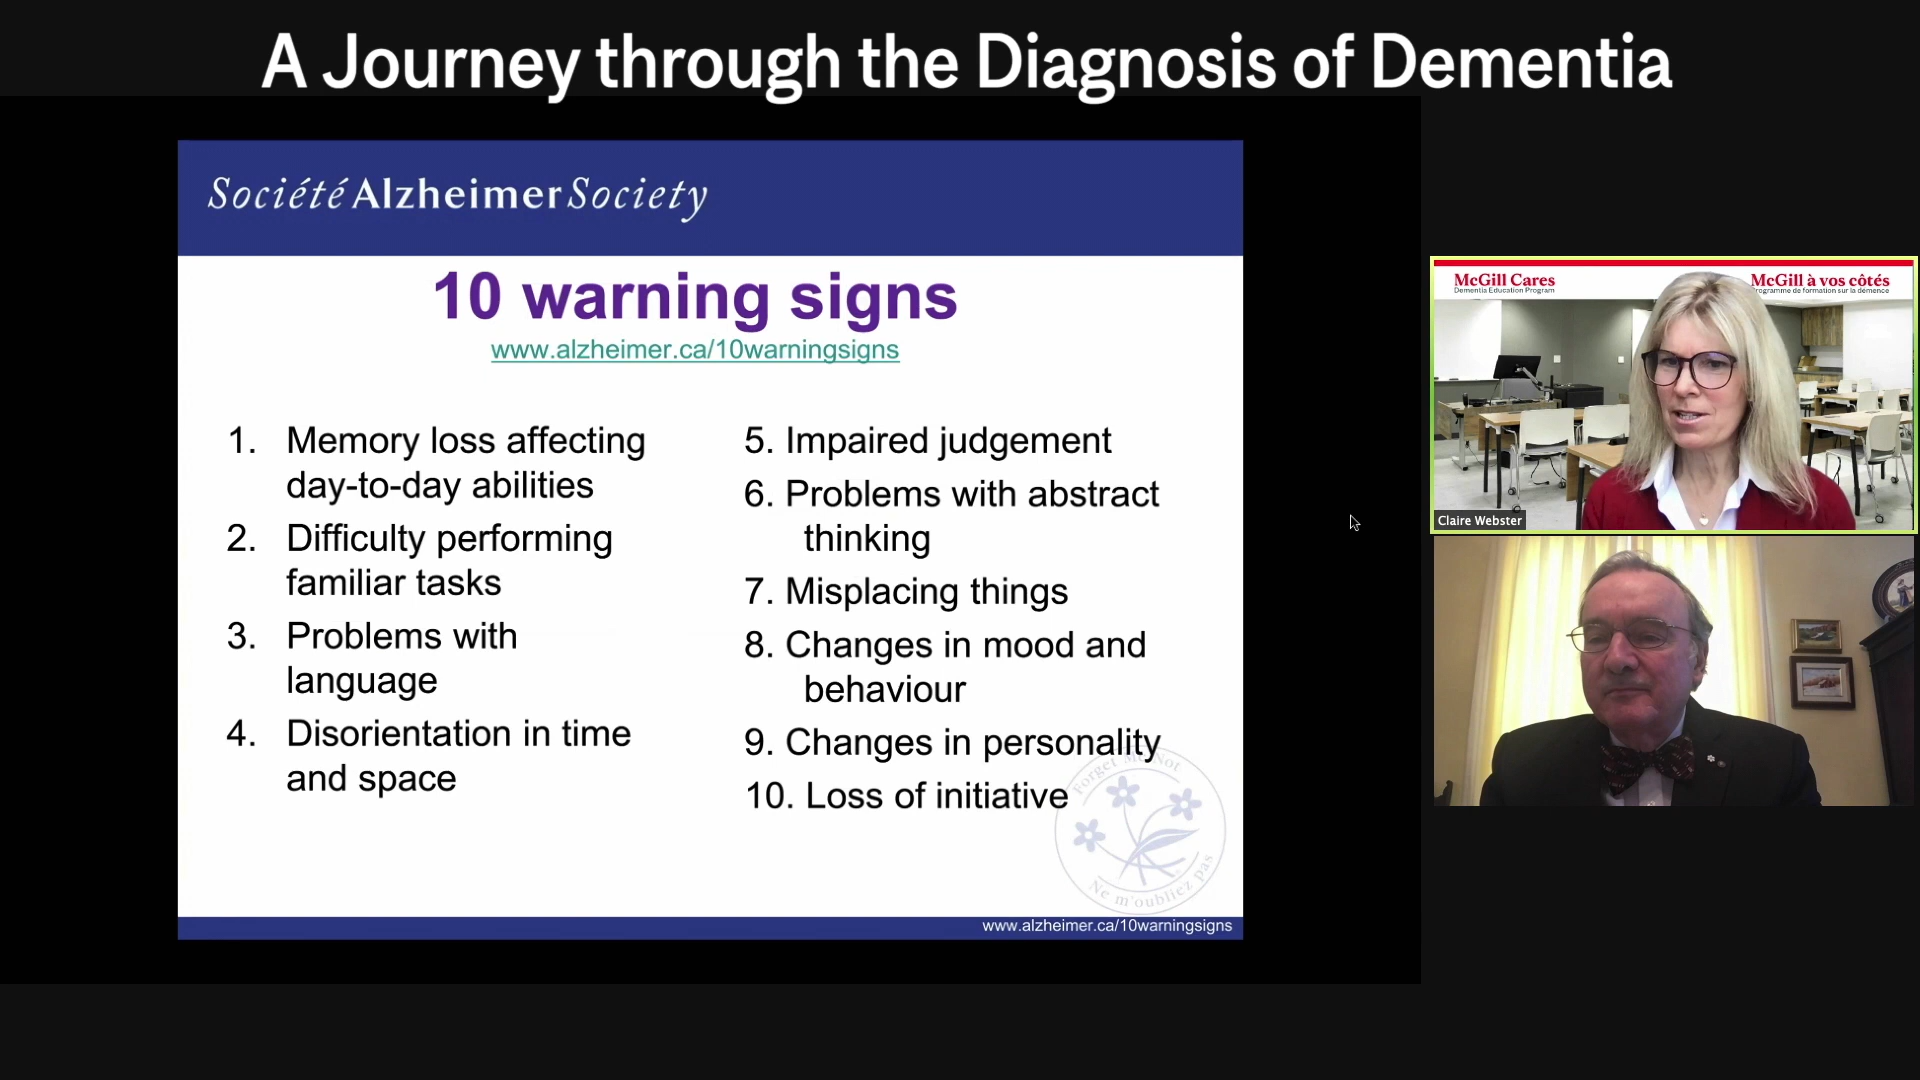 A Journey through the Diagnosis of Dementia
Société Alzheimer Society
10 warning signs
www.alzheimer.ca/10warningsigns
1. Memory loss affecting
day-to-day abilities
2. Difficulty performing
familiar tasks
3. Problems with
language
4. Disorientation in time
and space
5. Impaired judgement
6. Problems with abstract
thinking
7. Misplacing things
8. Changes in mood and
behaviour
9. Changes in personality
10. Loss of initiative
Forget Me Not
Ne m'oubliez pas
www.alzheimer.ca/10warningsigns
McGill Cares
Dementia Education Program
McGill à vos côtés
rogramme de formation sur la démence
Claire Webster